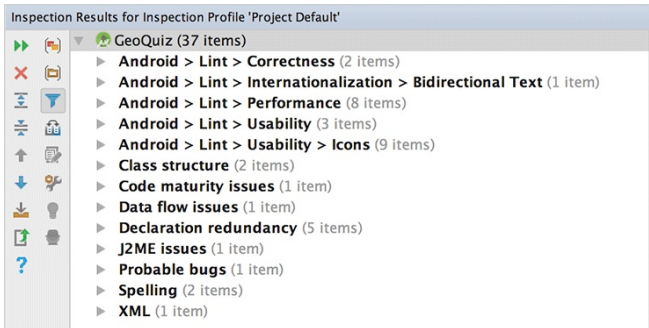 Inspection Results for Inspection Profile 'Project Default'
GeoQuiz (37 items)
Android > Lint > Correctness (2 items)
Android > Lint > Internationalization > Bidirectional Text (1 item)
Android > Lint > Performance (8 items)
Android > Lint > Usability (3 items)
Android > Lint > Usability > Icons (9 items)
Class structure (2 items)
Code maturity issues (1 item)
Data flow issues (1 item)
Declaration redundancy (5 items)
J2ME issues (1 item)
Probable bugs (1 item)
Spelling (2 items)
XML (1 item)